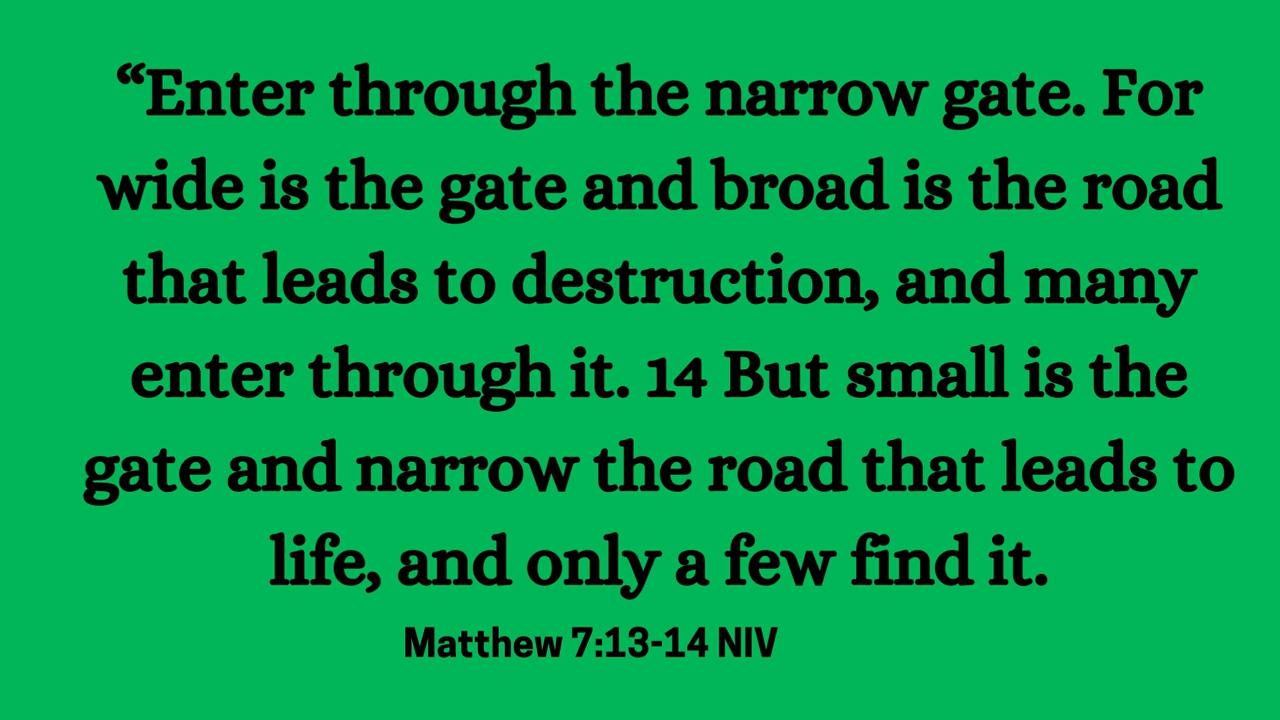 “Enter through the narrow gate. For
wide is the gate and broad is the road
that leads to destruction, and many
enter through it. 14 But small is the
gate and narrow the road that leads to
life, and only a few find it.
Matthew 7:13-14 NIV